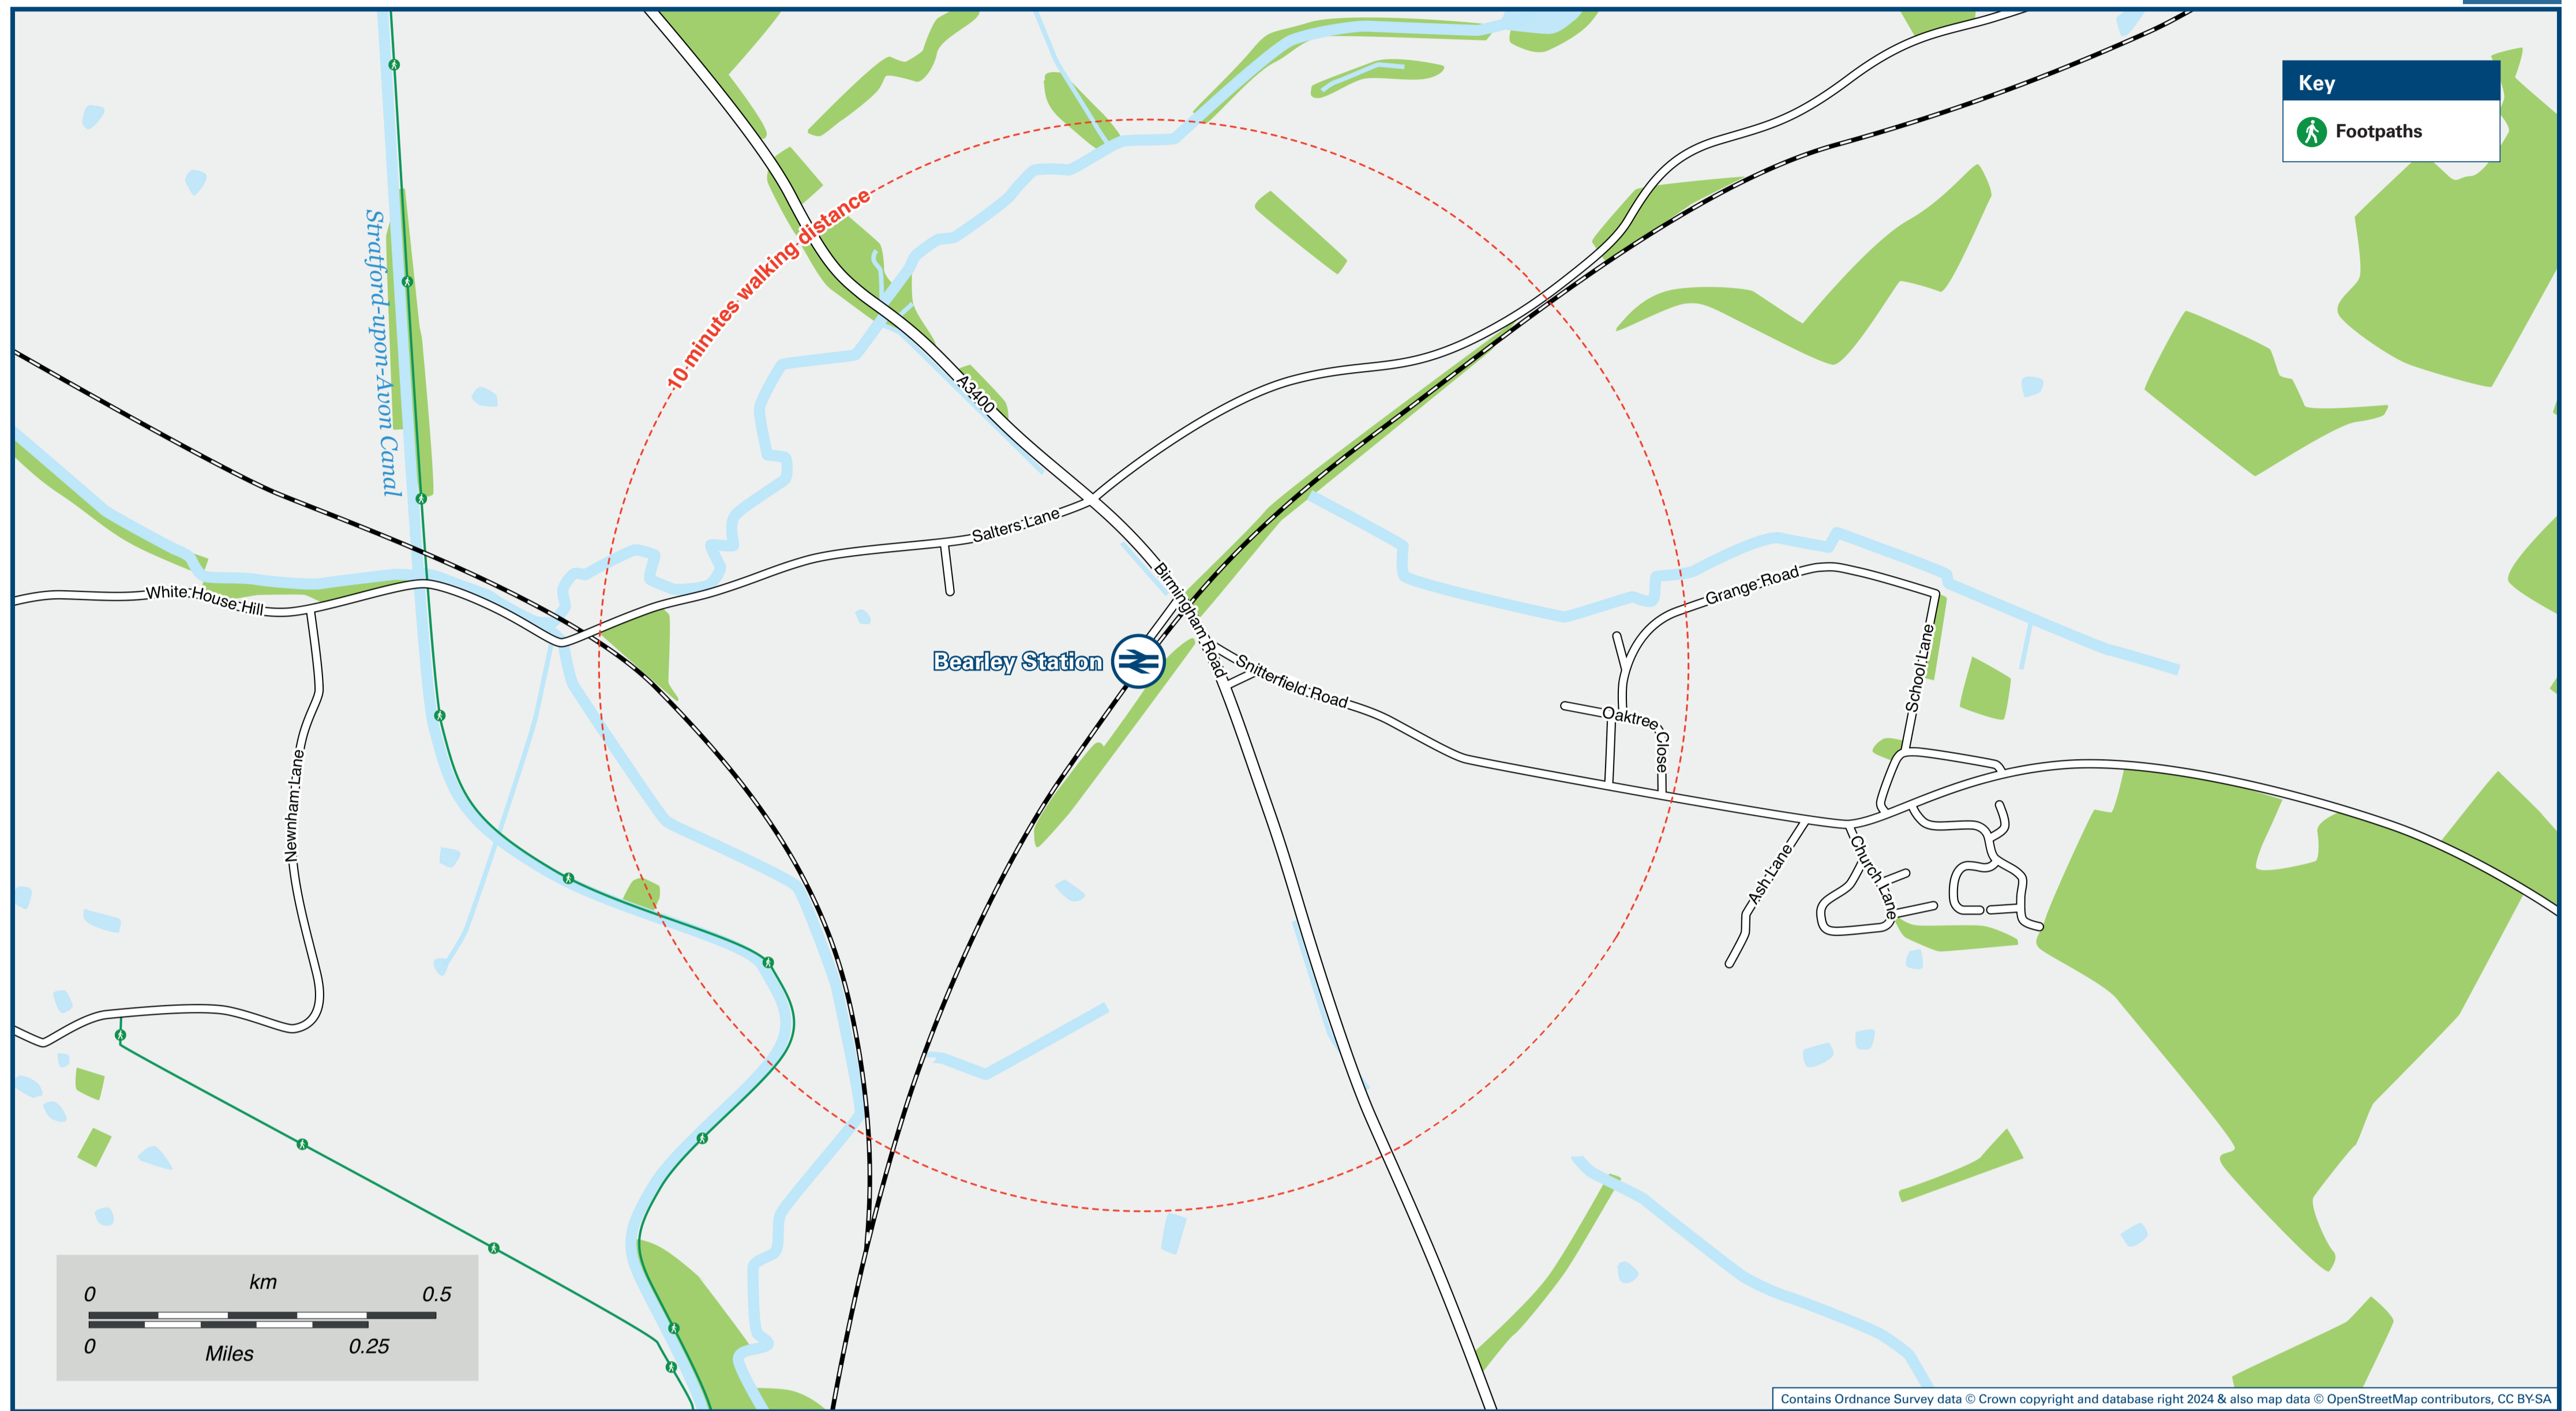 Key
Footpaths
10 minutes walking distance
Stratford-upon-Avon Canal
A3400
Salters Lane
Birmingham Road
White House Hill
Grange Road
Bearley Station
Snitterfield Road
School Lane
Oaktree Close
Newnham Lane
Ash Lane
Church Lane
km
0 0.5
0 0.25
Miles
Contains Ordnance Survey data © Crown copyright and database right 2024 & also map data © OpenStreetMap contributors, CC BY-SA